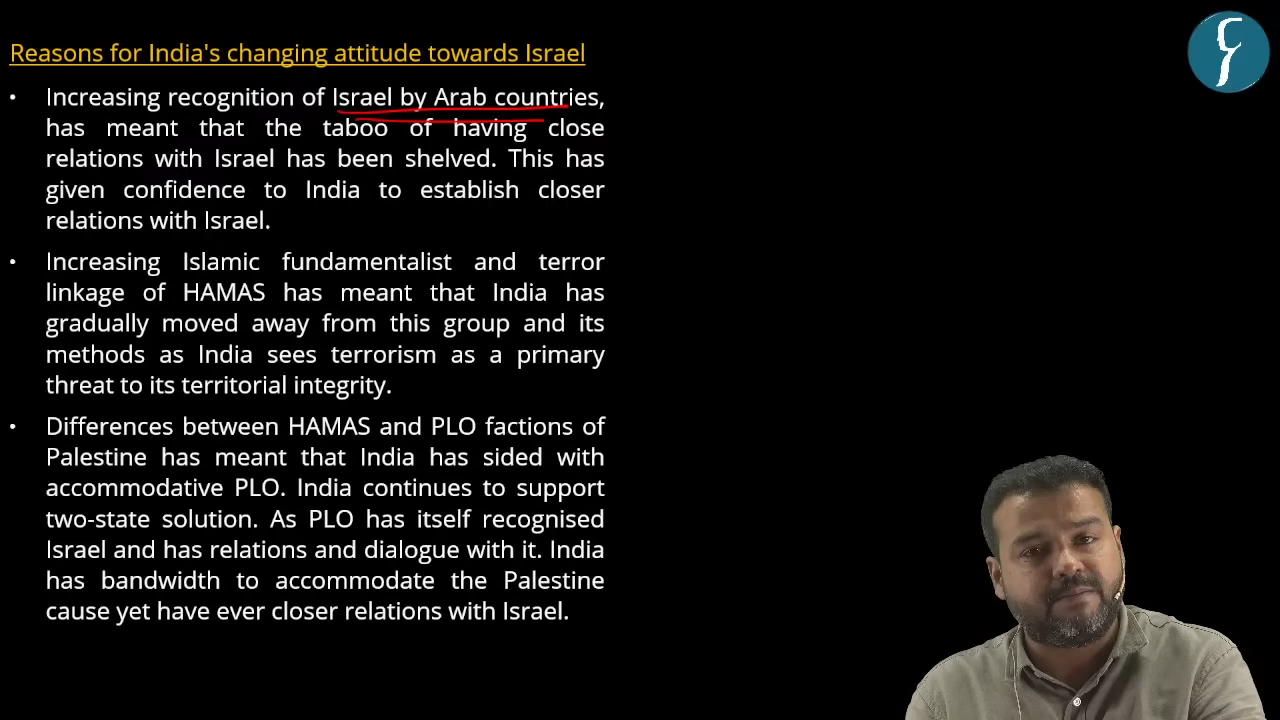 Reasons for India's changing attitude towards Israel
• Increasing recognition of Israel by Arab countries,
has meant that the taboo of having close
relations with Israel has been shelved. This has
given confidence to India to establish closer
relations with Israel.
• Increasing Islamic fundamentalist and terror
linkage of HAMAS has meant that India has
gradually moved away from this group and its
methods as India sees terrorism as a primary
threat to its territorial integrity.
• Differences between HAMAS and PLO factions of
Palestine has meant that India has sided with
accommodative PLO. India continues to support
two-state solution. As PLO has itself recognised
Israel and has relations and dialogue with it. India
has bandwidth to accommodate the Palestine
cause yet have ever closer relations with Israel.